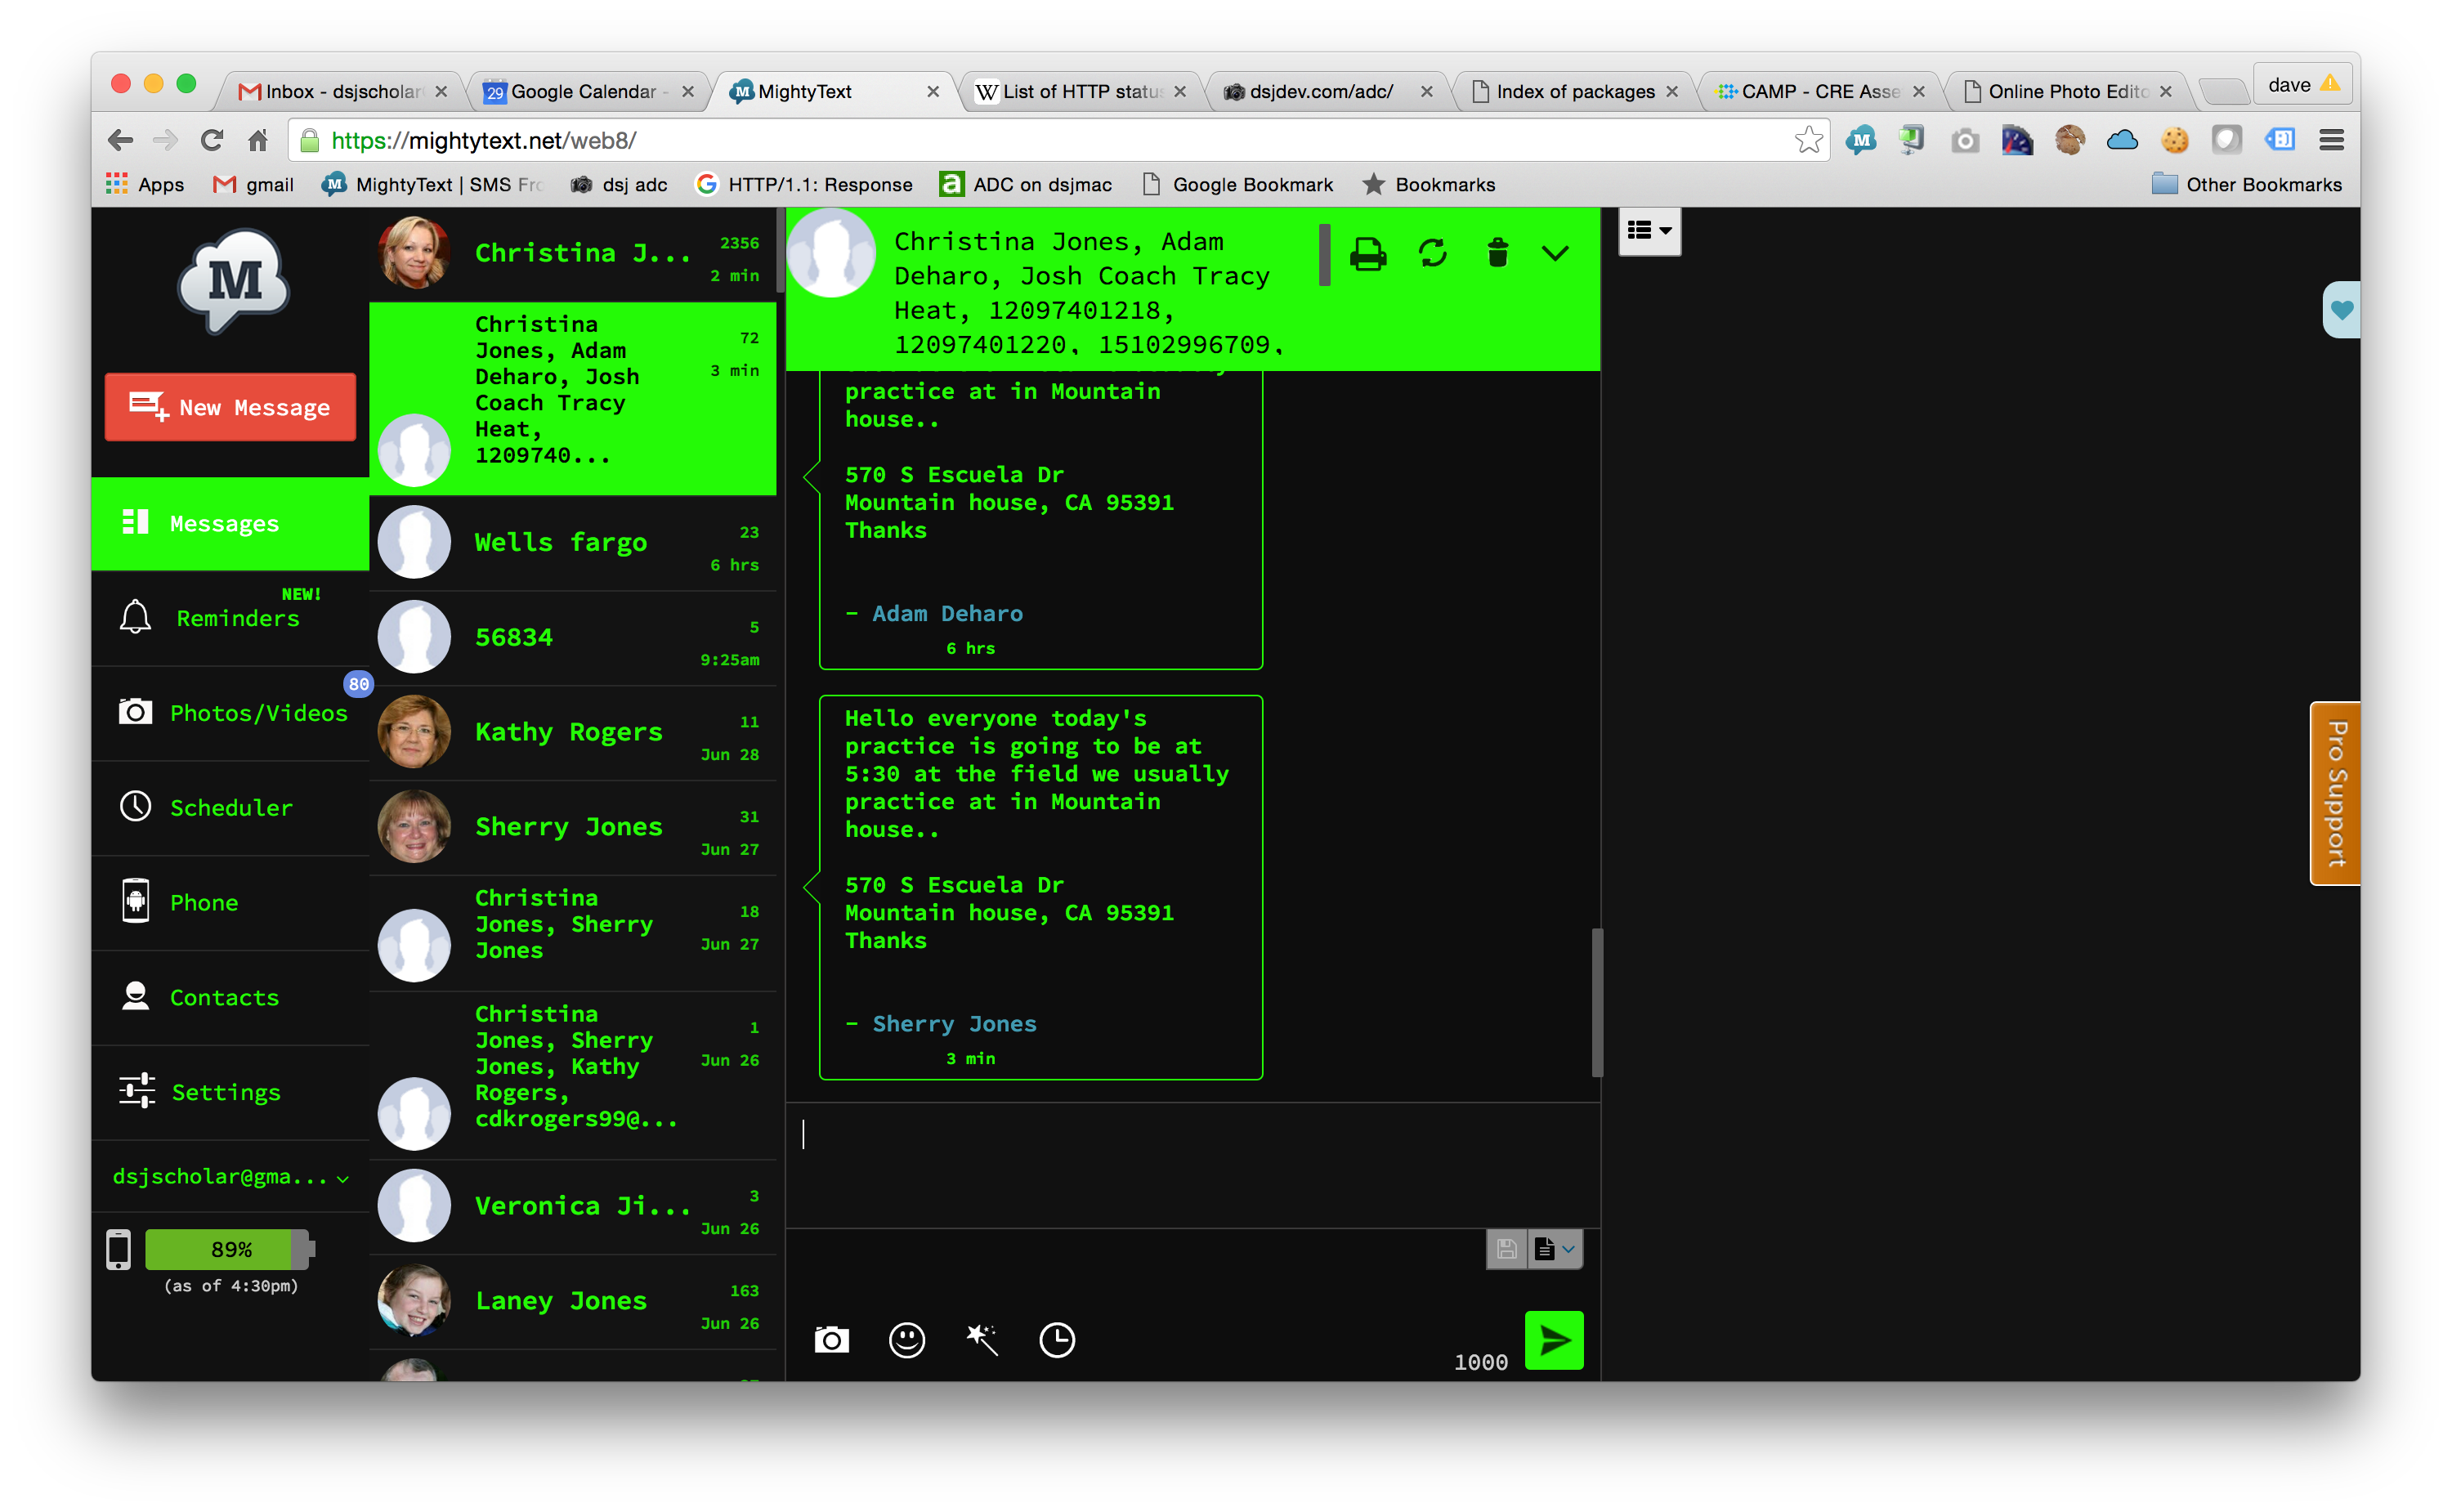 Inbox - dsjscholar
29
Google Calendar -
M
MightyText
W
List of HTTP status
dsjdev.com/adc/
Index of packages
CAMP - CRE Asse
Online Photo Edito
dave
https://mightytext.net/web8/
Apps
gmail
MightyText | SMS Fro
dsj adc
HTTP/1.1: Response
a
ADC on dsjmac
Google Bookmark
Bookmarks
Other Bookmarks
M
New Message
Messages
NEW!
Reminders
80
Photos/Videos
Scheduler
Phone
Contacts
Settings
dsjscholar@gma...
89%
(as of 4:30pm)
Christina J...
2356
2 min
Christina
Jones, Adam
Deharo, Josh
Coach Tracy
Heat,
1209740...
72
3 min
Wells fargo
23
6 hrs
56834
5
9:25am
Kathy Rogers
11
Jun 28
Sherry Jones
31
Jun 27
Christina
Jones, Sherry
Jones
18
Jun 27
Christina
Jones, Sherry
Jones, Kathy
Rogers,
cdkrogers99@...
1
Jun 26
Veronica Ji...
3
Jun 26
Laney Jones
163
Jun 26
Christina Jones, Adam
Deharo, Josh Coach Tracy
Heat, 12097401218,
12097401220, 15102996709,
practice at in Mountain
house..
570 S Escuela Dr
Mountain house, CA 95391
Thanks
- Adam Deharo
6 hrs
Hello everyone today's
practice is going to be at
5:30 at the field we usually
practice at in Mountain
house..
570 S Escuela Dr
Mountain house, CA 95391
Thanks
- Sherry Jones
3 min
1000
Pro Support